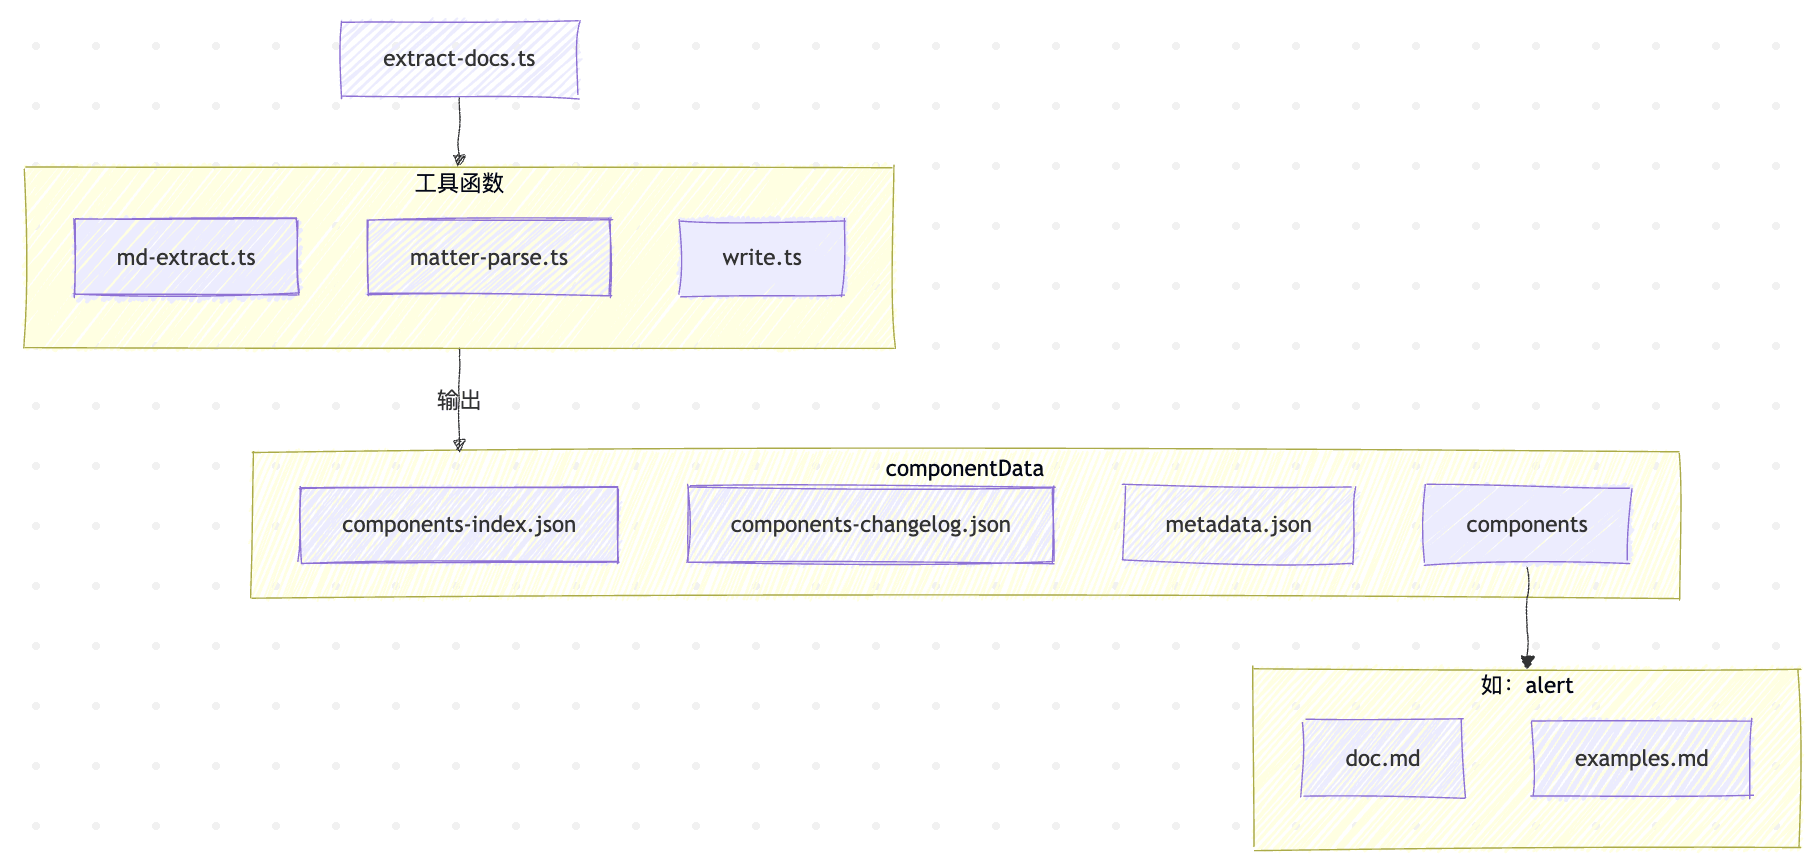 extract-docs.ts
工具函数
md-extract.ts
matter-parse.ts
write.ts
输出
componentData
components-index.json
components-changelog.json
metadata.json
components
如：alert
doc.md
examples.md